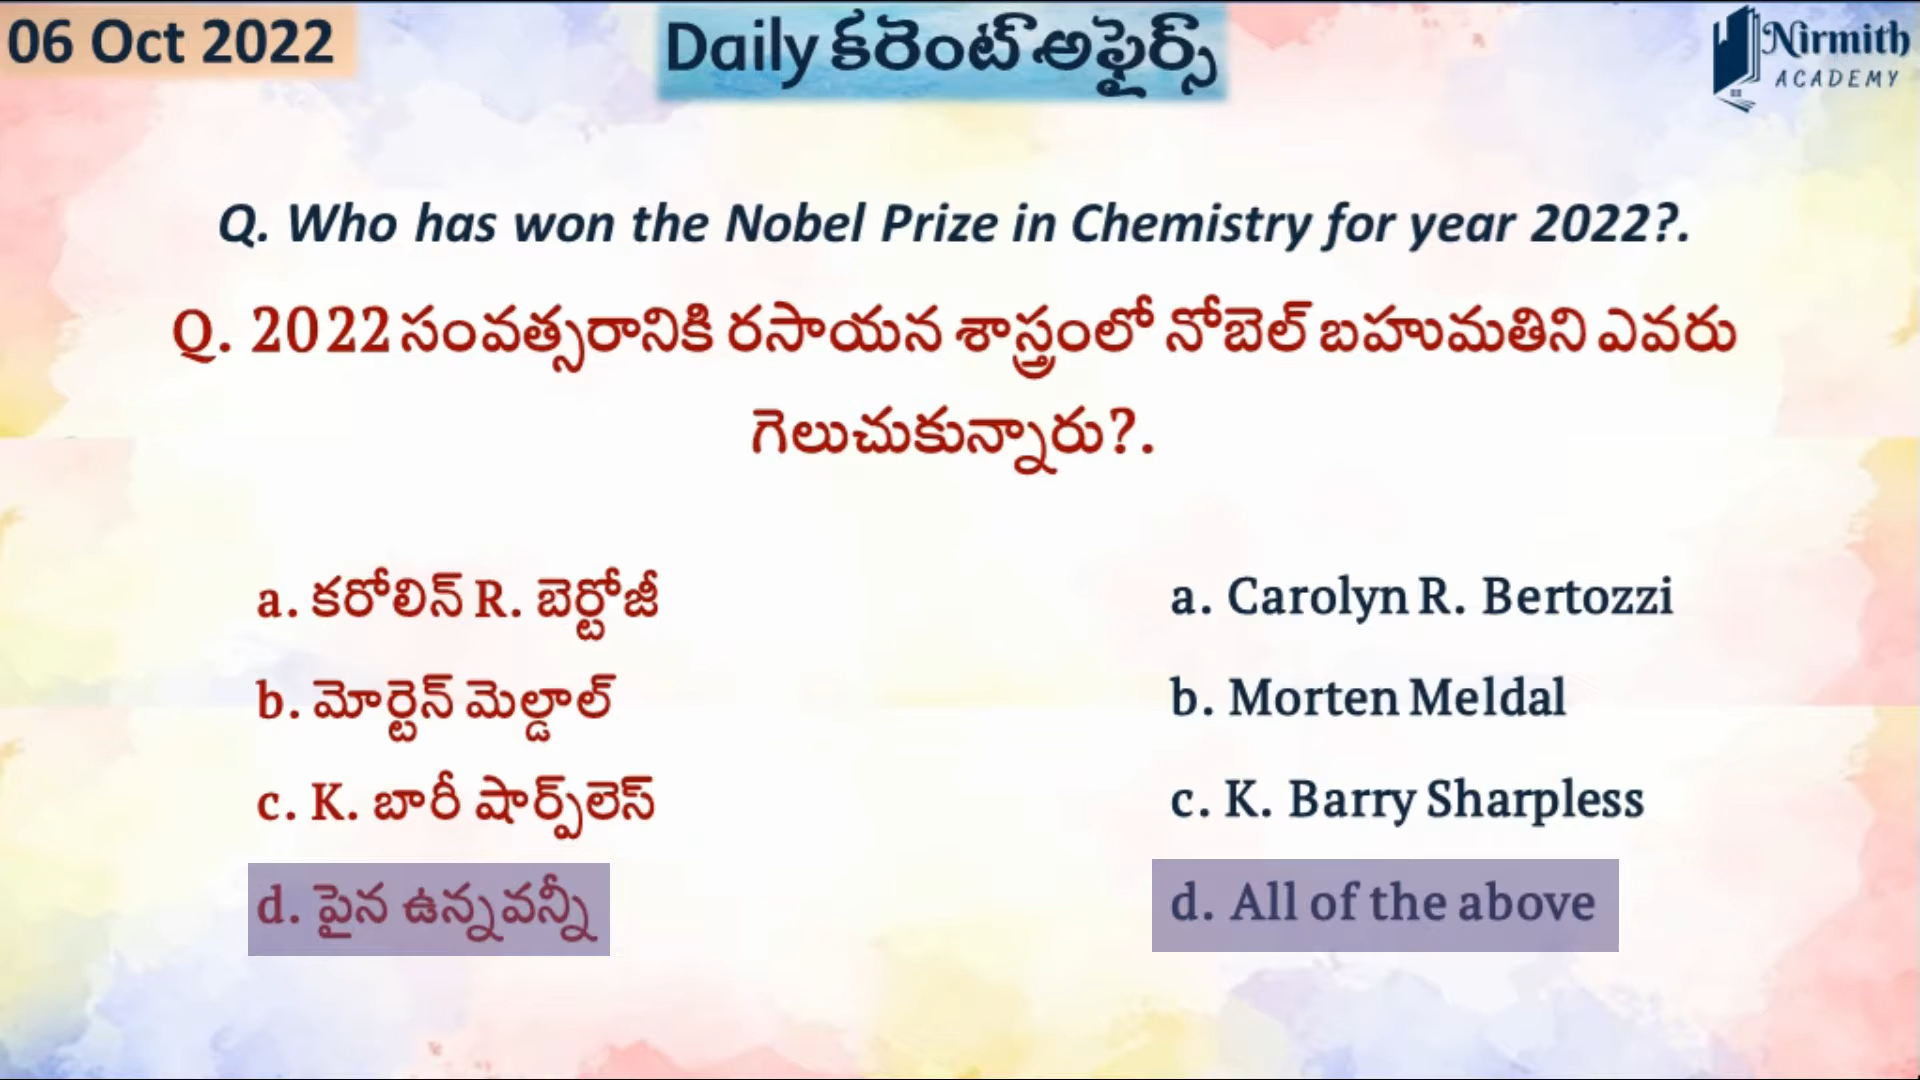 06 Oct 2022
Daily కరెంట్ అఫైర్స్
Nirmith
ACADEMY
Q. Who has won the Nobel Prize in Chemistry for year 2022?.
Q. 2022 సంవత్సరానికి రసాయన శాస్త్రంలో నోబెల్ బహుమతిని ఎవరు
గెలుచుకున్నారు?.
a. కరోలిన్ R. బెర్టోజీ
b. మోర్టెన్ మెల్డాల్
c. K. బారీ షార్ప్‌లెస్
d. పైన ఉన్నవన్నీ
a. Carolyn R. Bertozzi
b. Morten Meldal
c. K. Barry Sharpless
d. All of the above